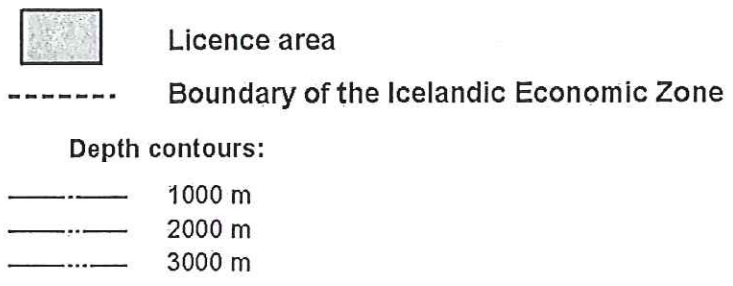 Licence area
Boundary of the Icelandic Economic Zone
Depth contours:
1000 m
2000 m
3000 m